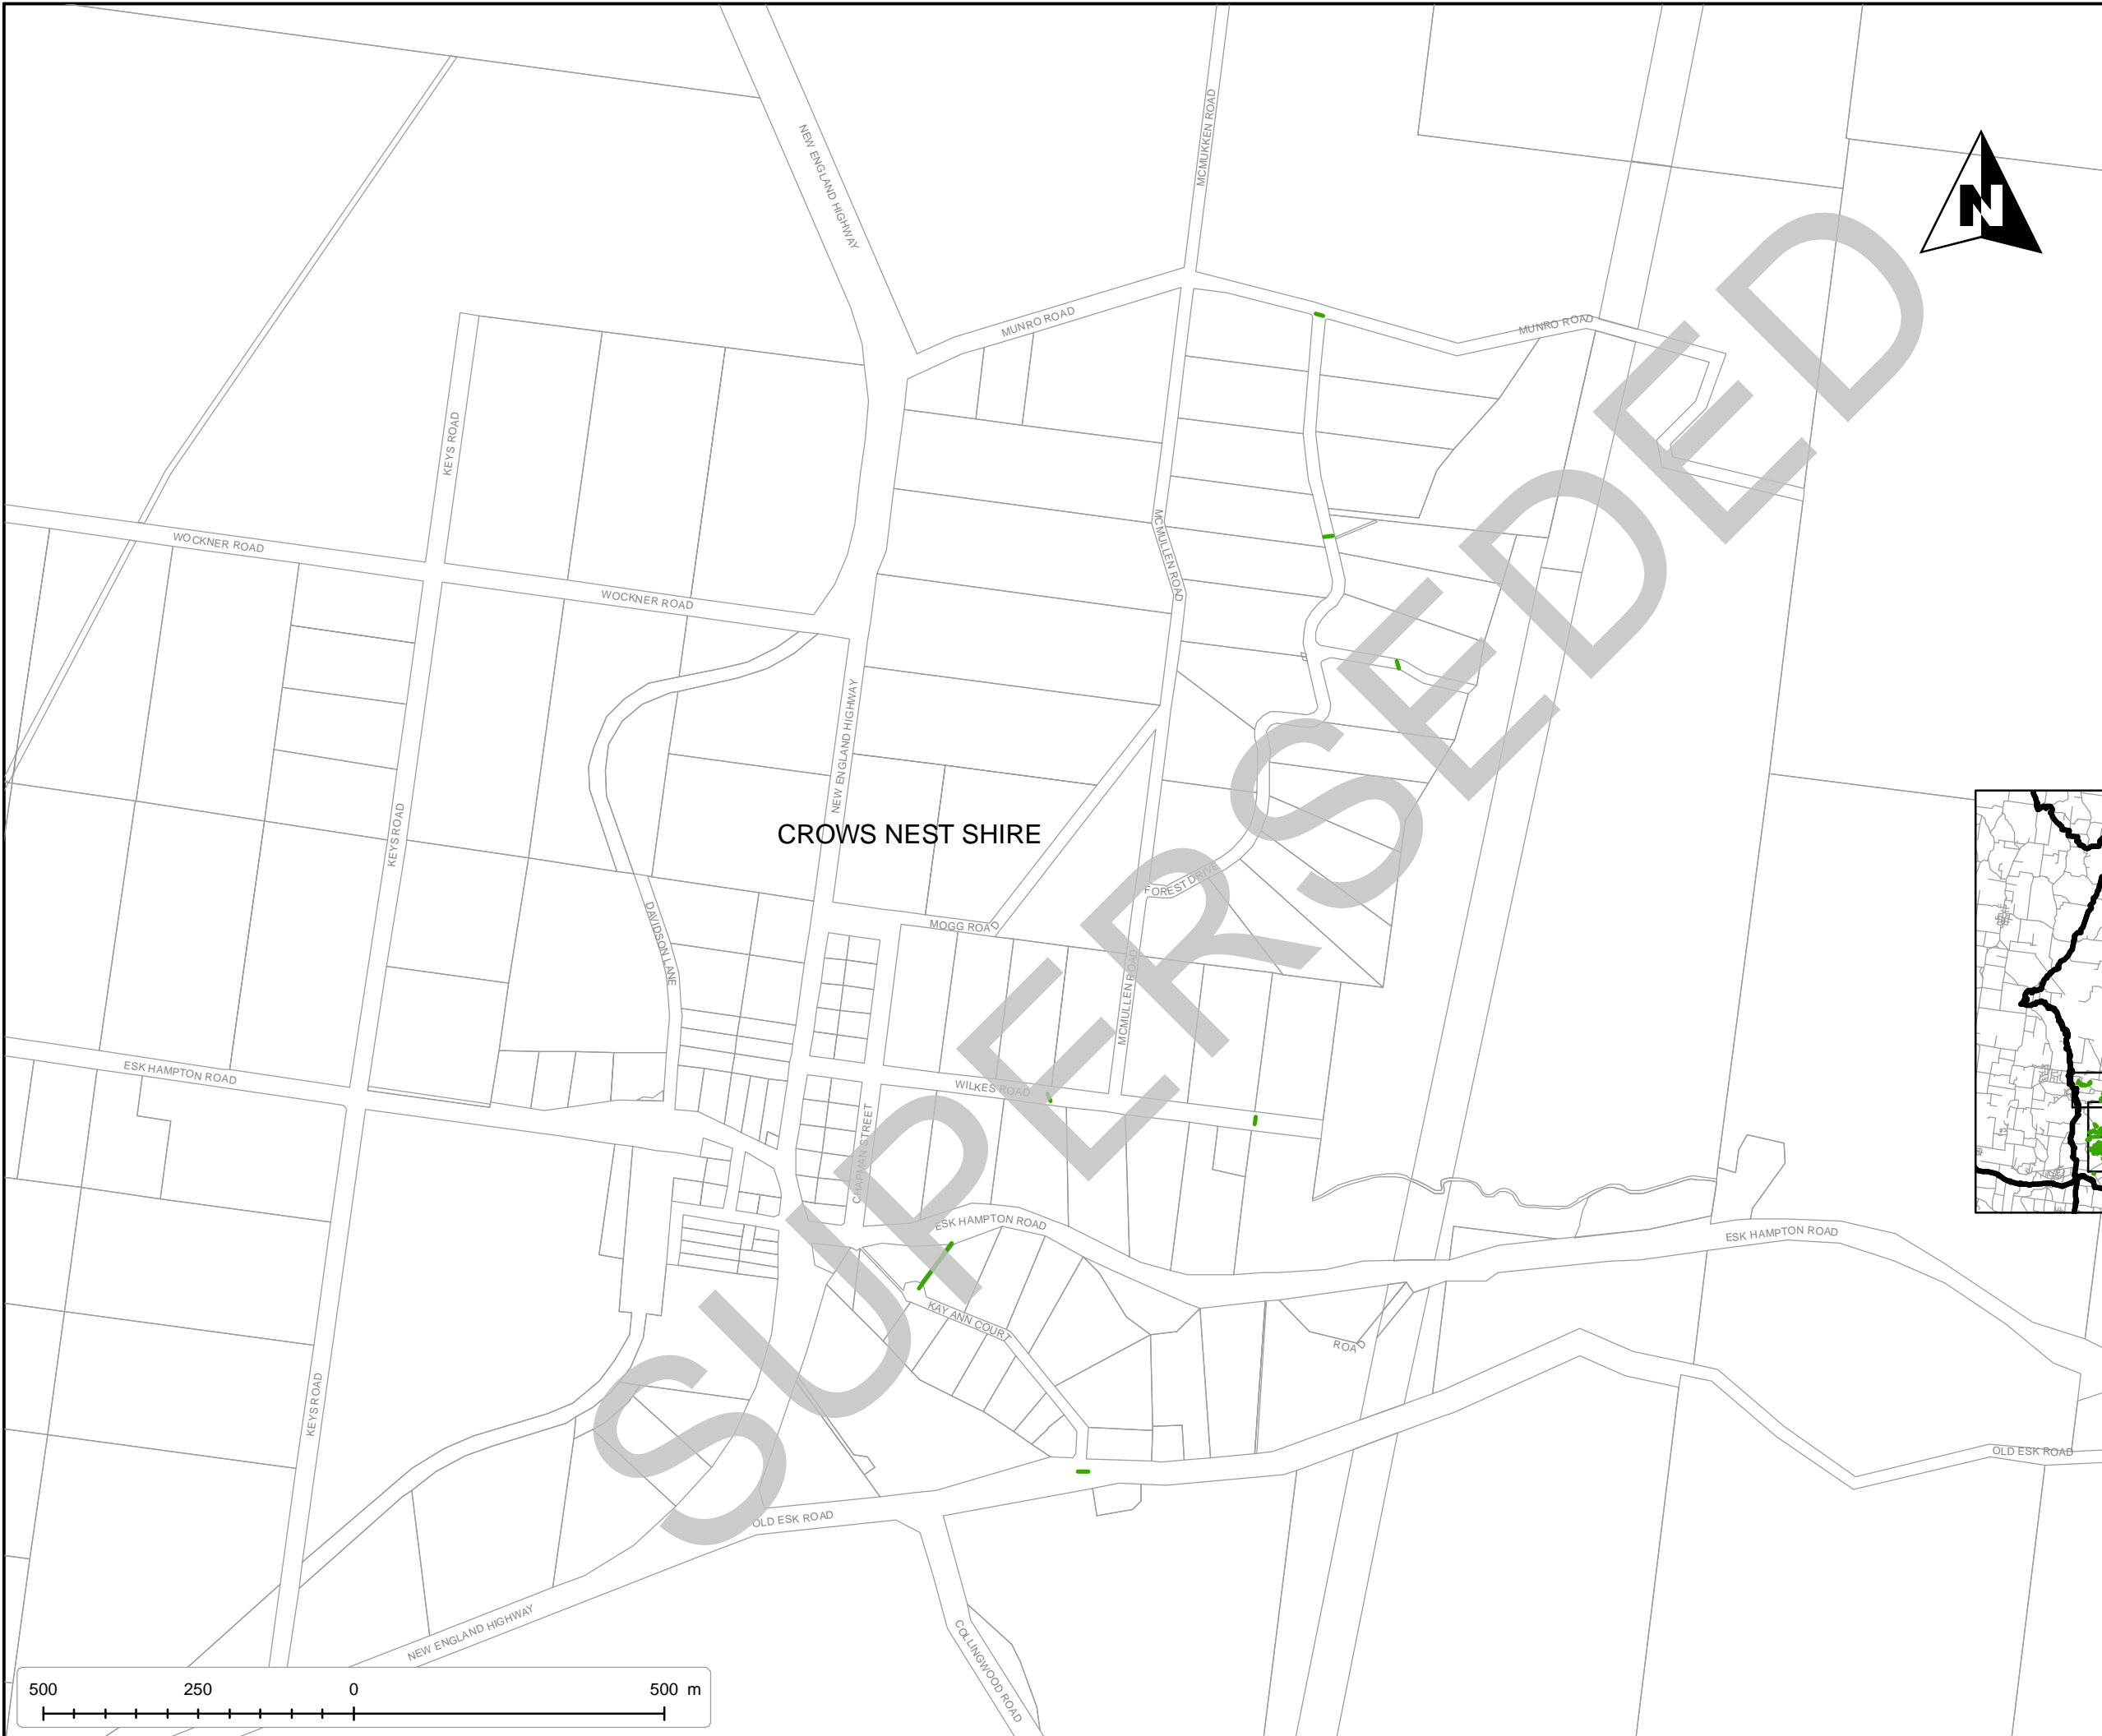 MCMUKKEN ROAD
NEW ENGLAND HIGHWAY
N
MUNRO ROAD
MUNRO ROAD
KEYS ROAD
WOCKNER ROAD
MCMULLEN ROAD
WOCKNER ROAD
NEW ENGLAND HIGHWAY
KEYS ROAD
CROWS NEST SHIRE
FOREST DRIVE
DAVIDSON LANE
MOGG ROAD
MCMULLEN ROAD
ESK HAMPTON ROAD
WILKES ROAD
CHAPMAN STREET
ESK HAMPTON ROAD
ESK HAMPTON ROAD
KAY ANN COURT
ROAD
KEYS ROAD
OLD ESK ROAD
OLD ESK ROAD
NEW ENGLAND HIGHWAY
COLLINGWOOD ROAD
SUPERSEDED
500 250 0 500 m